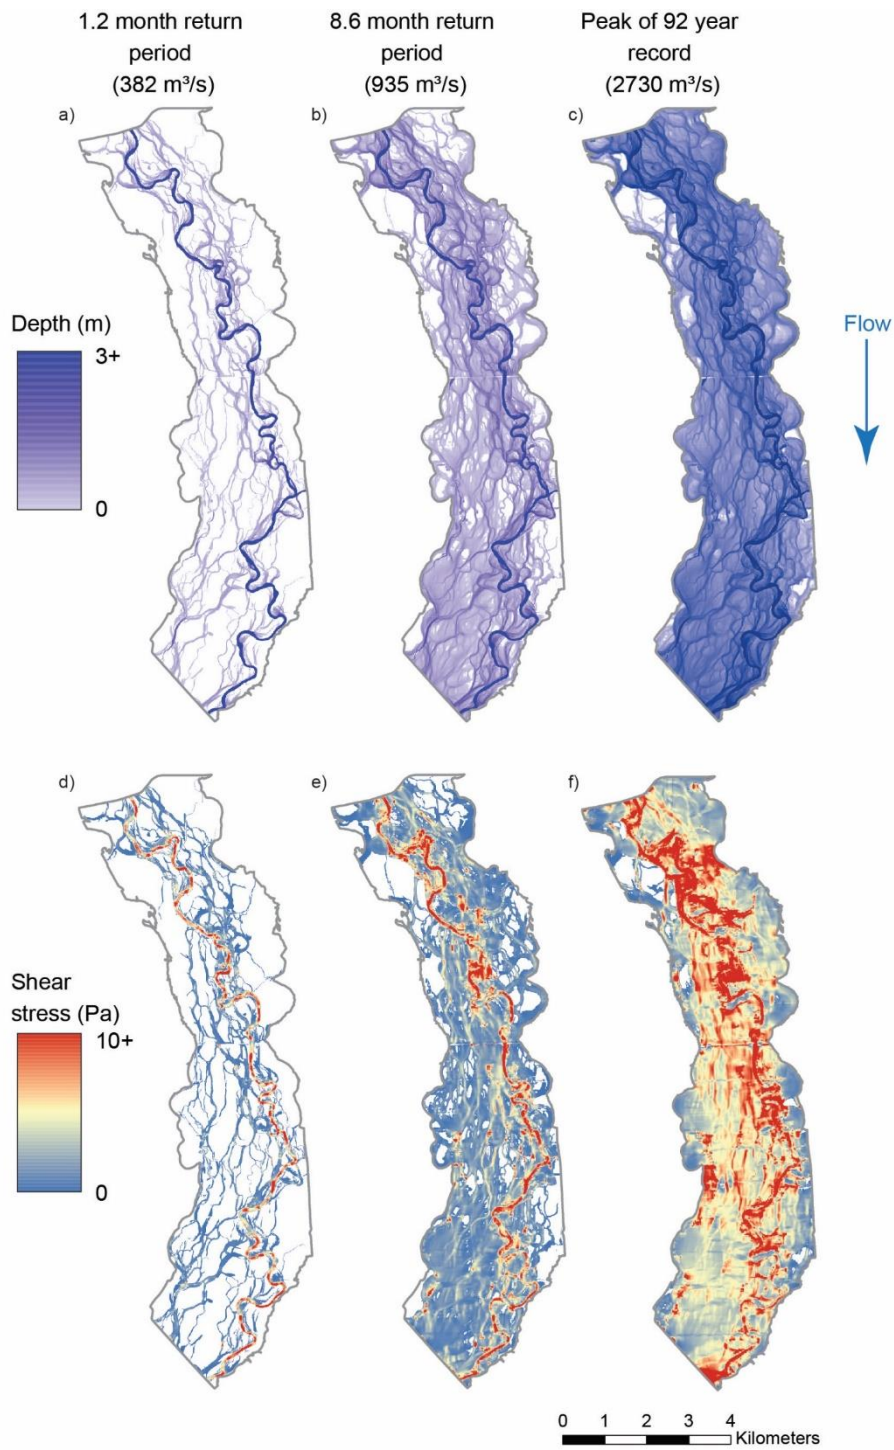 1.2 month return
period
(382 m³/s)
8.6 month return
period
(935 m³/s)
Peak of 92 year
record
(2730 m³/s)
a)
b)
c)
Depth (m)
3+
0
Flow
d)
e)
f)
Shear
stress (Pa)
10+
0
0 1 2 3 4
Kilometers